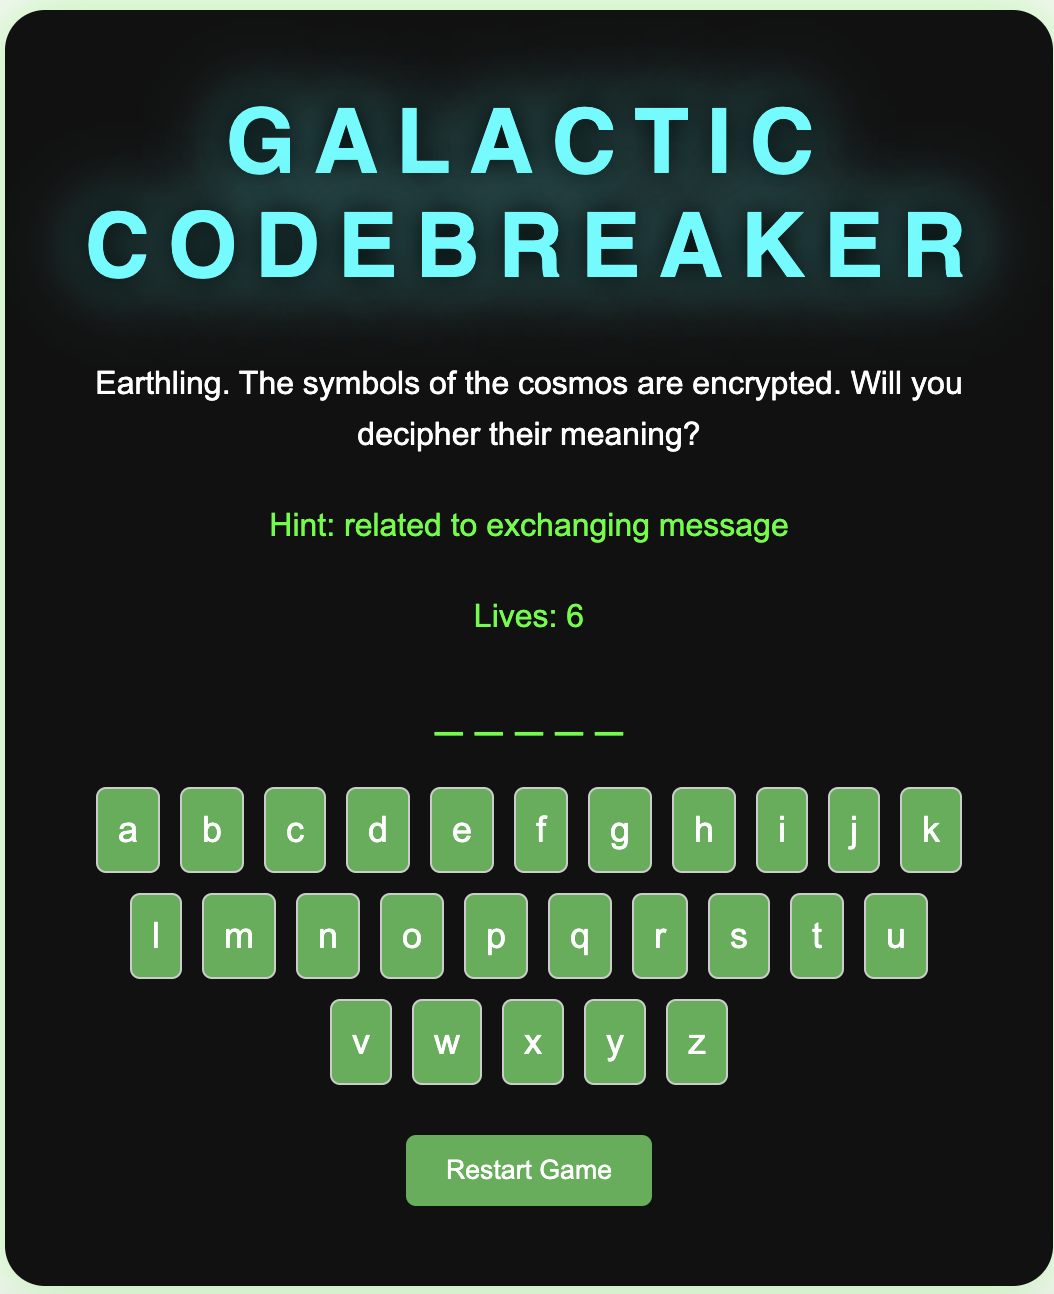 GALACTIC
CODEBREAKER
Earthling. The symbols of the cosmos are encrypted. Will you
decipher their meaning?
Hint: related to exchanging message
Lives: 6
_ _ _ _ _
a b c d e f g h i j k
l m n o p q r s t u
v w x y z
Restart Game